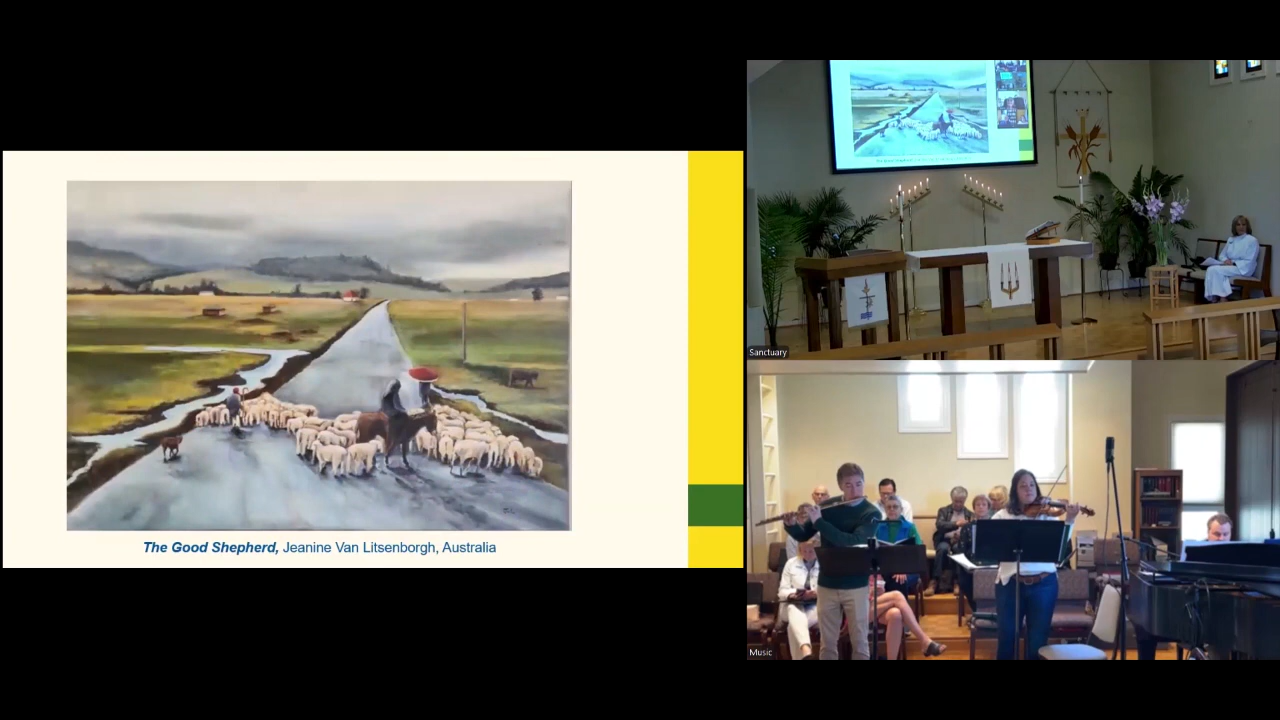 The Good Shepherd, Jeanine Van Litsenborgh, Australia
Sanctuary
Music